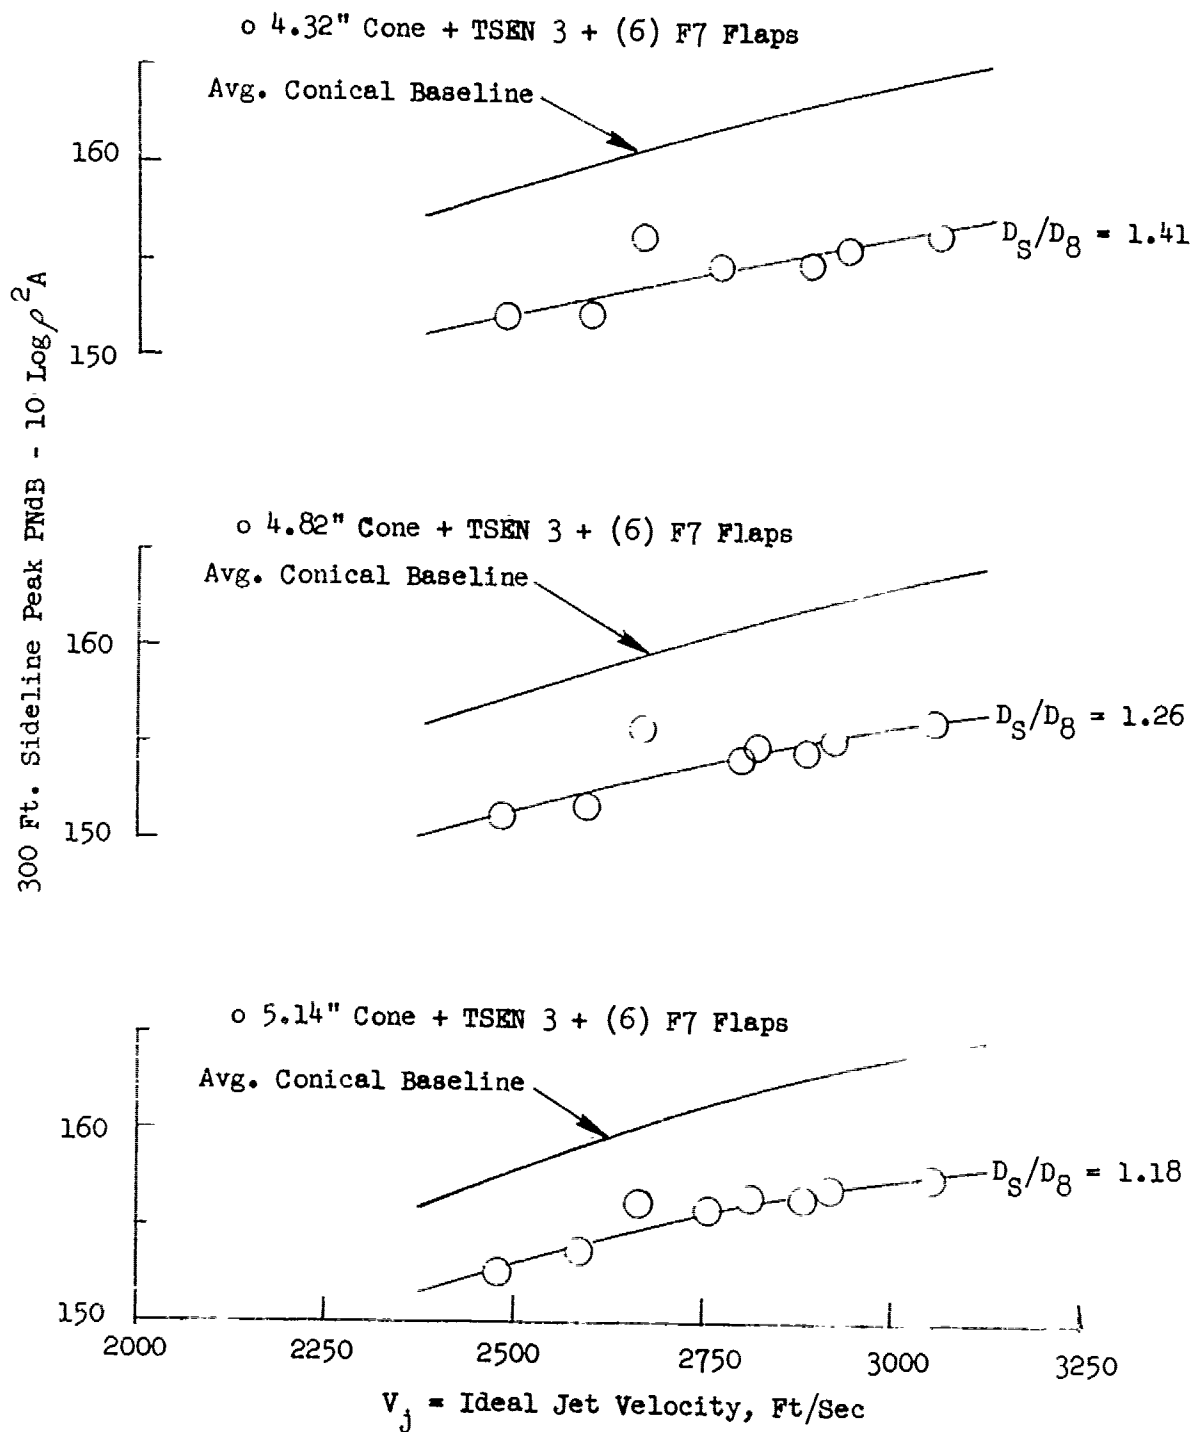 o 4.32" Cone + TSEN 3 + (6) F7 Flaps
Avg. Conical Baseline
160
150
D_S/D_8 = 1.41
300 Ft. Sideline Peak PNdB - 10 Log ρ²A
o 4.82" Cone + TSEN 3 + (6) F7 Flaps
Avg. Conical Baseline
160
150
D_S/D_8 = 1.26
o 5.14" Cone + TSEN 3 + (6) F7 Flaps
Avg. Conical Baseline
160
150
D_S/D_8 = 1.18
2000 2250 2500 2750 3000 3250
V_j = Ideal Jet Velocity, Ft/Sec